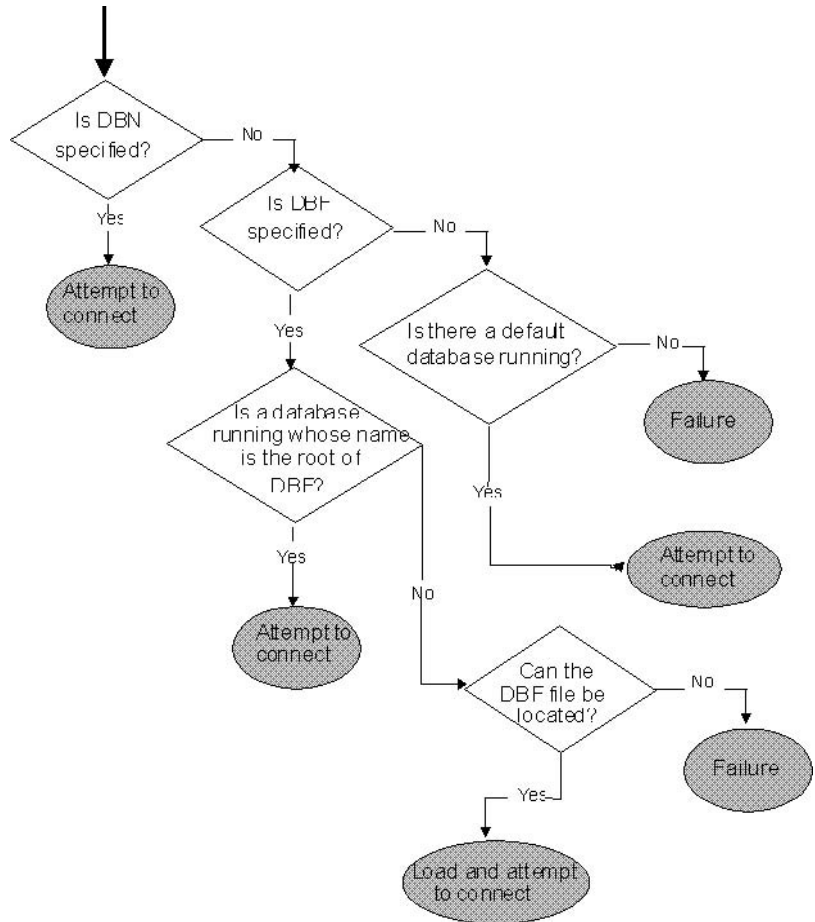 Is DBN
specified?
No
Yes
Attempt to
connect
Is DBF
specified?
No
Yes
Is there a default
database running?
No
Failure
Yes
Attempt to
connect
Is a database
running whose name
is the root of
DBF?
Yes
Attempt to
connect
No
Can the
DBF file be
located?
No
Failure
Yes
Load and attempt
to connect